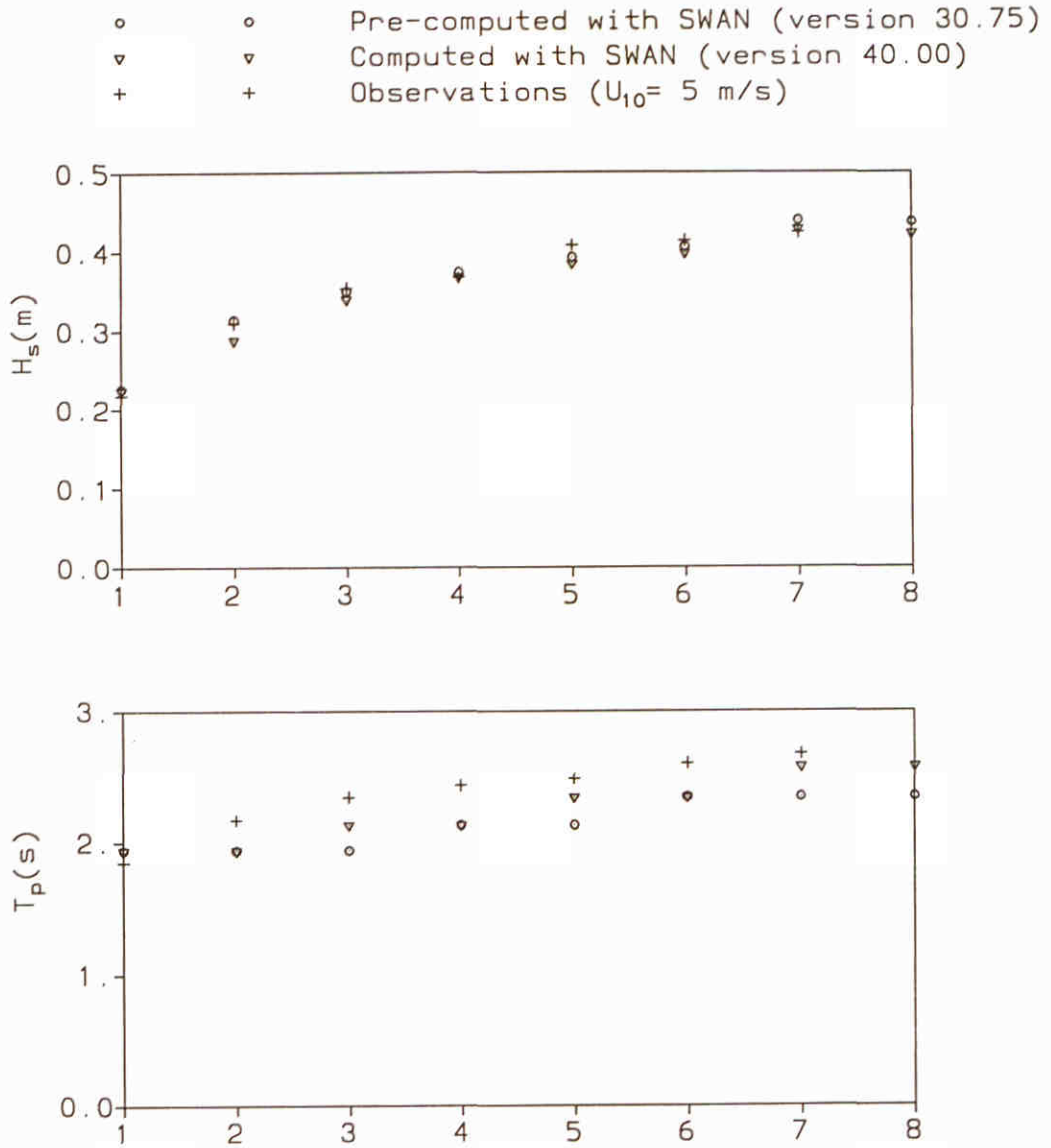 Pre-computed with SWAN (version 30.75)
Computed with SWAN (version 40.00)
Observations (U10= 5 m/s)
0.5
0.4
0.3
0.2
0.1
0.0
Hs(m)
1 2 3 4 5 6 7 8
3.
2.
1.
0.0
Tp(s)
1 2 3 4 5 6 7 8